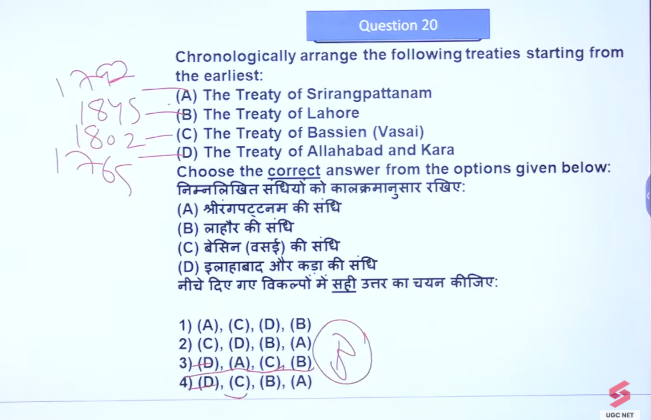 Question 20
Chronologically arrange the following treaties starting from
the earliest:
1792
(A) The Treaty of Srirangpattanam
1845
(B) The Treaty of Lahore
1802
(C) The Treaty of Bassien (Vasai)
1765
(D) The Treaty of Allahabad and Kara
Choose the correct answer from the options given below:
निम्नलिखित संधियों को कालक्रमानुसार रखिए:
(A) श्रीरंगपट्टनम की संधि
(B) लाहौर की संधि
(C) बेसिन (वसई) की संधि
(D) इलाहाबाद और कड़ा की संधि
नीचे दिए गए विकल्पों में सही उत्तर का चयन कीजिए:
1) (A), (C), (D), (B)
2) (C), (D), (B), (A)
3) (D), (A), (C), (B)
4) (D), (C), (B), (A)
UGC NET